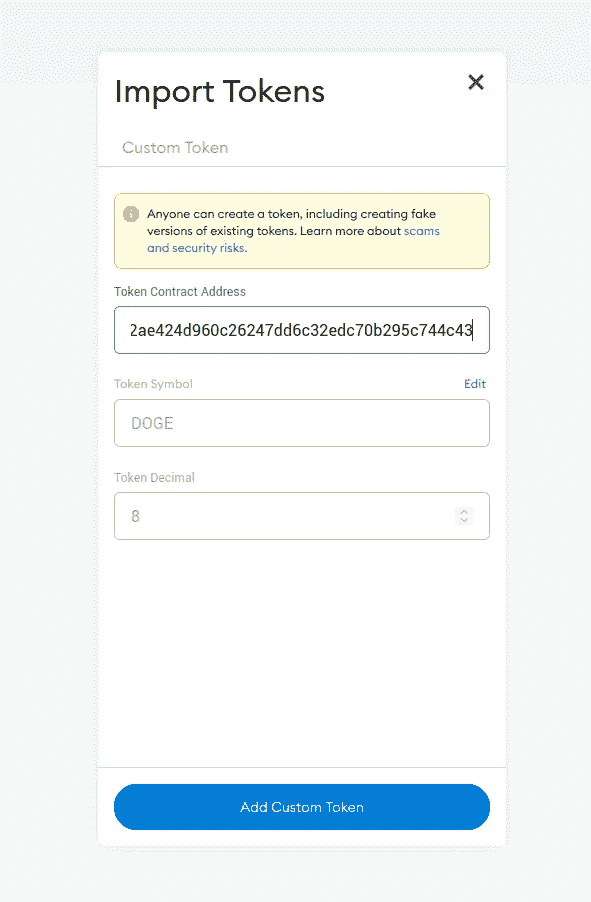 Import Tokens
Custom Token
Anyone can create a token, including creating fake
versions of existing tokens. Learn more about scams
and security risks.
Token Contract Address
2ae424d960c26247dd6c32edc70b295c744c43
Token Symbol
Edit
DOGE
Token Decimal
8
Add Custom Token